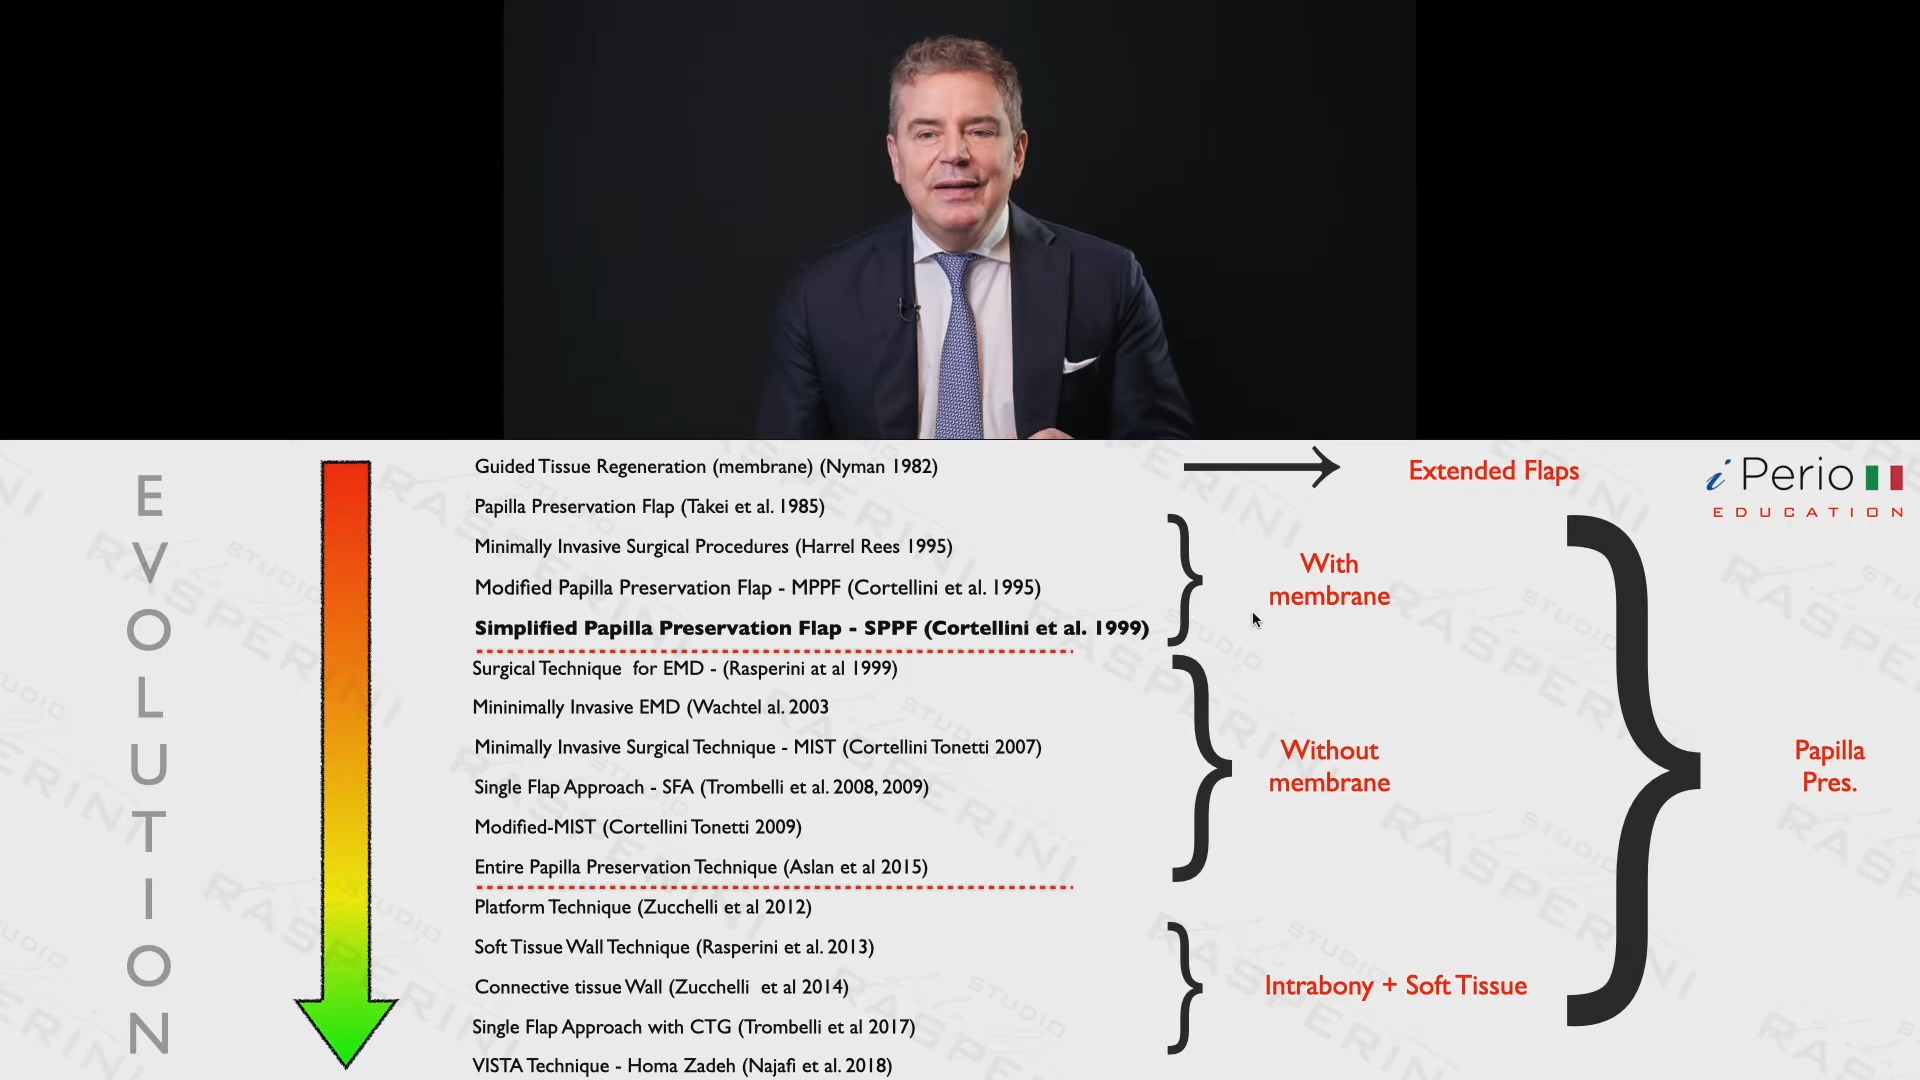 EVOLUTION
Guided Tissue Regeneration (membrane) (Nyman 1982)
Extended Flaps
i Perio
EDUCATION
Papilla Preservation Flap (Takei et al. 1985)
Minimally Invasive Surgical Procedures (Harrel Rees 1995)
Modified Papilla Preservation Flap - MPPF (Cortellini et al. 1995)
Simplified Papilla Preservation Flap - SPPF (Cortellini et al. 1999)
With
membrane
Surgical Technique for EMD - (Rasperini at al 1999)
Mininimally Invasive EMD (Wachtel al. 2003
Minimally Invasive Surgical Technique - MIST (Cortellini Tonetti 2007)
Single Flap Approach - SFA (Trombelli et al. 2008, 2009)
Modified-MIST (Cortellini Tonetti 2009)
Entire Papilla Preservation Technique (Aslan et al 2015)
Without
membrane
Papilla
Pres.
Platform Technique (Zucchelli et al 2012)
Soft Tissue Wall Technique (Rasperini et al. 2013)
Connective tissue Wall (Zucchelli et al 2014)
Single Flap Approach with CTG (Trombelli et al 2017)
VISTA Technique - Homa Zadeh (Najafi et al. 2018)
Intrabony + Soft Tissue
STUDIO
RASPERINI